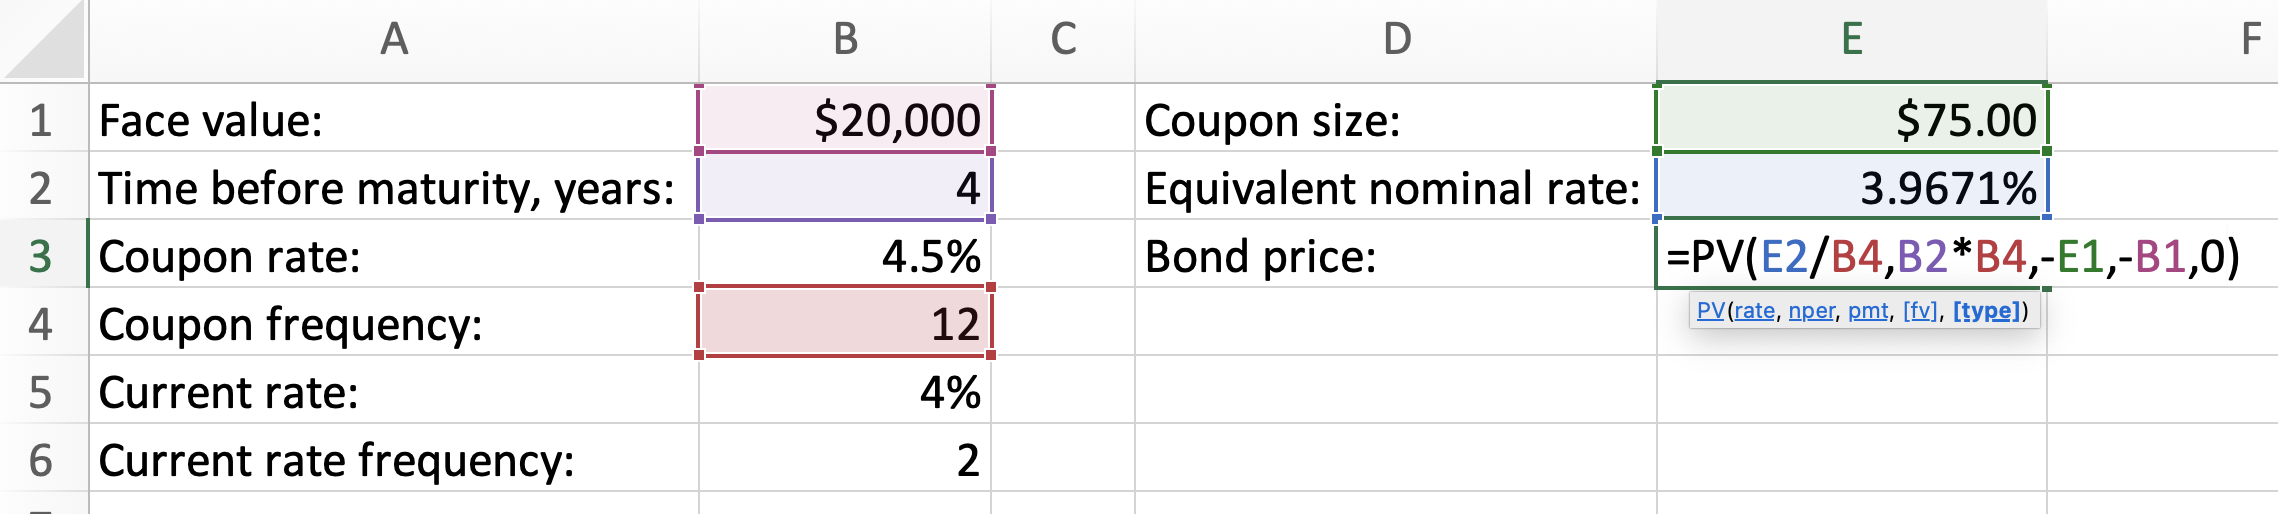 A B C D E F
1 Face value: $20,000 Coupon size: $75.00
2 Time before maturity, years: 4 Equivalent nominal rate: 3.9671%
3 Coupon rate: 4.5% Bond price: =PV(E2/B4,B2*B4,-E1,-B1,0)
PV(rate, nper, pmt, [fv], [type])
4 Coupon frequency: 12
5 Current rate: 4%
6 Current rate frequency: 2